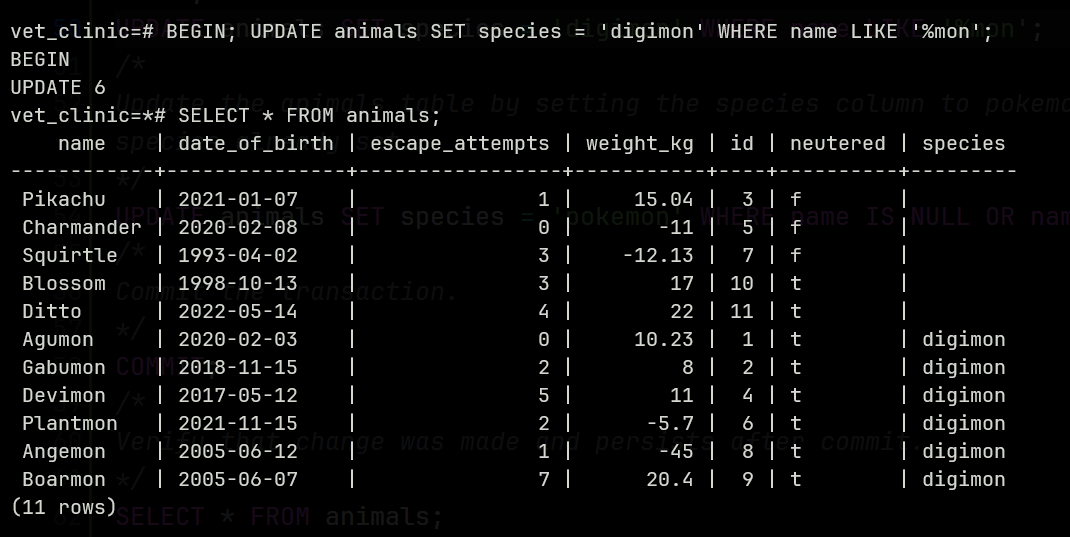 vet_clinic=# BEGIN; UPDATE animals SET species = 'digimon' WHERE name LIKE '%mon';
BEGIN
UPDATE 6
vet_clinic=*# SELECT * FROM animals;
    name    | date_of_birth | escape_attempts | weight_kg | id | neutered | species
------------+---------------+-----------------+-----------+----+----------+---------
 Pikachu    | 2021-01-07    |               1 |     15.04 |  3 | f        |
 Charmander | 2020-02-08    |               0 |       -11 |  5 | f        |
 Squirtle   | 1993-04-02    |               3 |    -12.13 |  7 | f        |
 Blossom    | 1998-10-13    |               3 |        17 | 10 | t        |
 Ditto      | 2022-05-14    |               4 |        22 | 11 | t        |
 Agumon     | 2020-02-03    |               0 |     10.23 |  1 | t        | digimon
 Gabumon    | 2018-11-15    |               2 |         8 |  2 | t        | digimon
 Devimon    | 2017-05-12    |               5 |        11 |  4 | t        | digimon
 Plantmon   | 2021-11-15    |               2 |      -5.7 |  6 | t        | digimon
 Angemon    | 2005-06-12    |               1 |       -45 |  8 | t        | digimon
 Boarmon    | 2005-06-07    |               7 |      20.4 |  9 | t        | digimon
(11 rows)